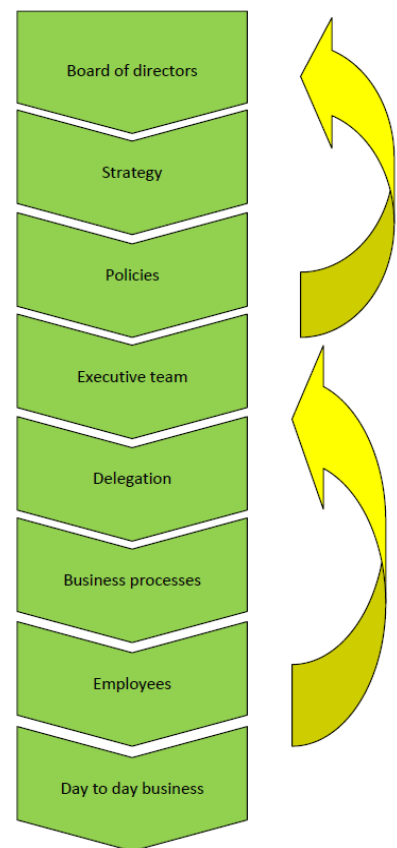 Board of directors
Strategy
Policies
Executive team
Delegation
Business processes
Employees
Day to day business